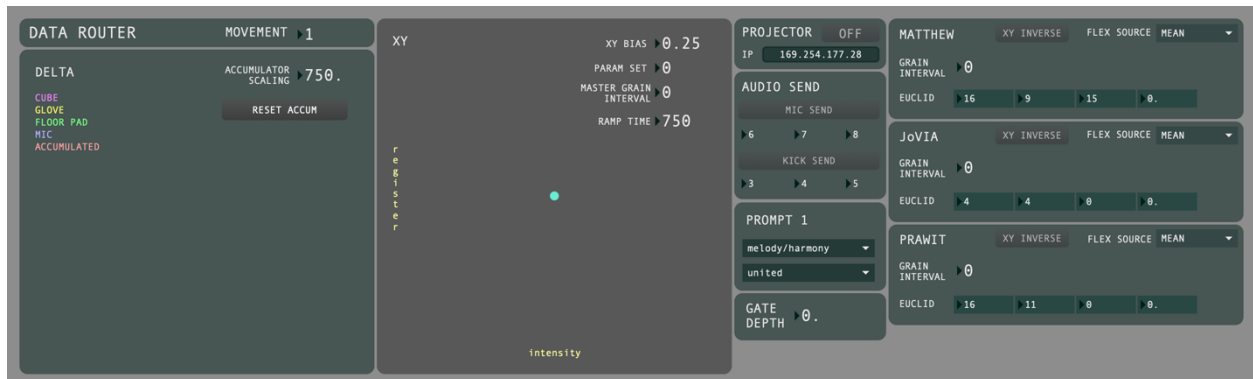 DATA ROUTER
MOVEMENT 1
DELTA
ACCUMULATOR
SCALING 750.
CUBE
GLOVE
FLOOR PAD
MIC
ACCUMULATED
RESET ACCUM
XY
XY BIAS 0.25
PARAM SET 0
MASTER GRAIN
INTERVAL 0
RAMP TIME 750
register
intensity
PROJECTOR OFF
IP 169.254.177.28
AUDIO SEND
MIC SEND
6 7 8
KICK SEND
3 4 5
PROMPT 1
melody/harmony
united
GATE
DEPTH 0.
MATTHEW XY INVERSE FLEX SOURCE MEAN
GRAIN
INTERVAL 0
EUCLID 16 9 15 0.
JoVIA XY INVERSE FLEX SOURCE MEAN
GRAIN
INTERVAL 0
EUCLID 4 4 0 0.
PRAWIT XY INVERSE FLEX SOURCE MEAN
GRAIN
INTERVAL 0
EUCLID 16 11 0 0.